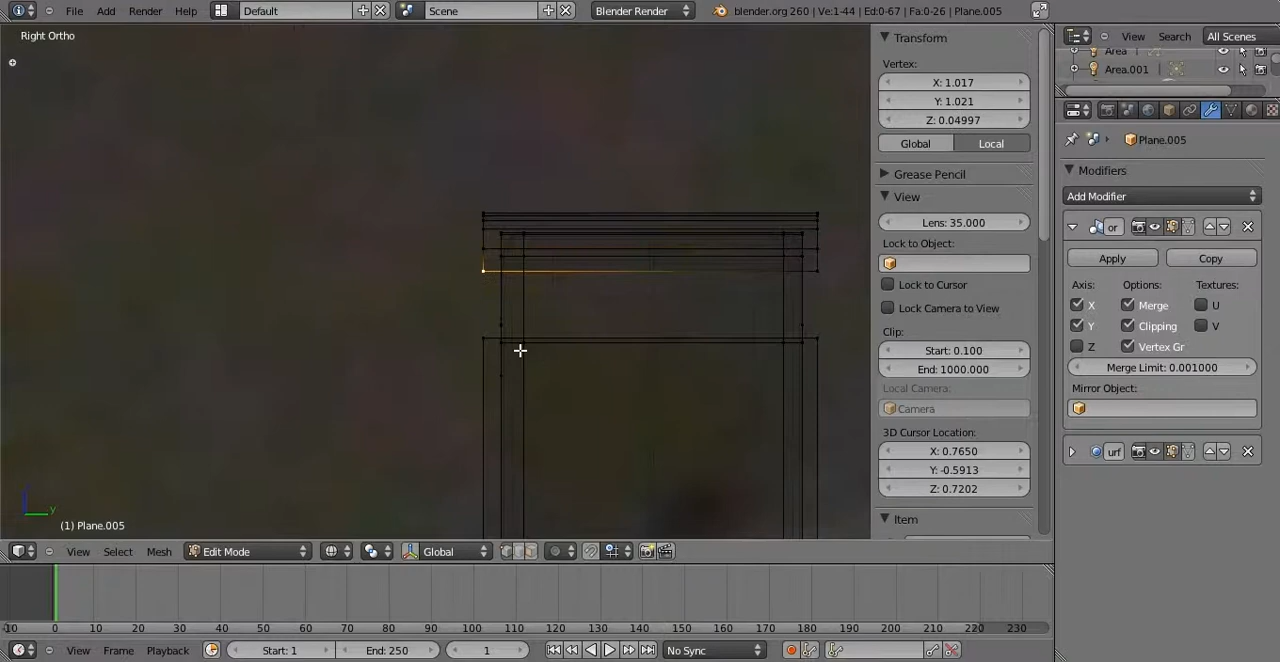 File Add Render Help Default Scene Blender Render blender.org 260 | Ve:1-44 | Ed:0-67 | Fa:0-26 | Plane.005
Right Ortho
(1) Plane.005
Transform
Vertex:
X: 1.017
Y: 1.021
Z: 0.04997
Global Local
Grease Pencil
View
Lens: 35.000
Lock to Object:
Lock to Cursor
Lock Camera to View
Clip:
Start: 0.100
End: 1000.000
Local Camera:
Camera
3D Cursor Location:
X: 0.7650
Y: -0.5913
Z: 0.7202
Item
View Search All Scenes
Area
Area.001
Plane.005
Modifiers
Add Modifier
or
Apply Copy
Axis: Options: Textures:
X Merge U
Y Clipping V
Z Vertex Gr
Merge Limit: 0.001000
Mirror Object:
urf
View Select Mesh Edit Mode Global
-10 0 10 20 30 40 50 60 70 80 90 100 110 120 130 140 150 160 170 180 190 200 210 220 230
View Frame Playback Start: 1 End: 250 1 No Sync